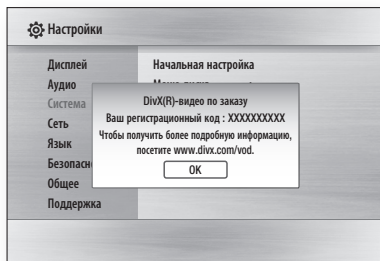 Настройки
Дисплей
Начальная настройка
Аудио
Система
Сеть
Язык
Общее
Поддержка
DivX(R)-видео по заказу
Ваш регистрационный код : XXXXXXXXXX
Чтобы получить более подробную информацию,
посетите www.divx.com/vod.
OK